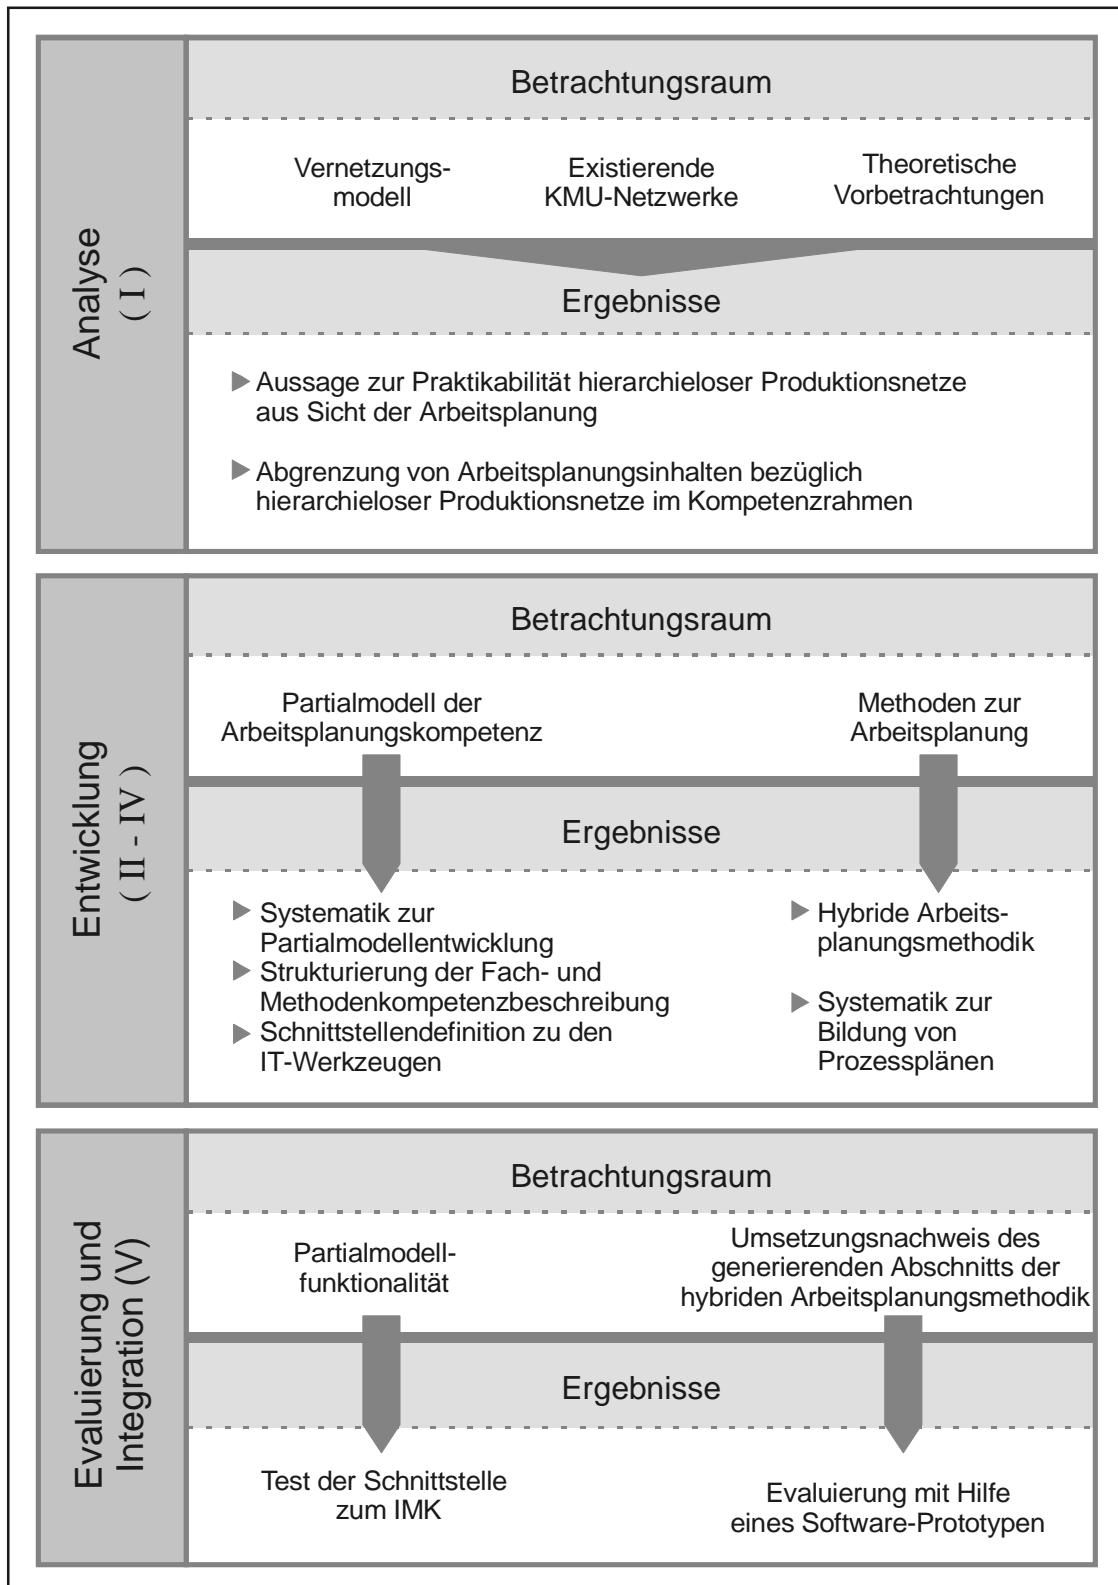 Analyse
( I )
Betrachtungsraum
Vernetzungs-
modell
Existierende
KMU-Netzwerke
Theoretische
Vorbetrachtungen
Ergebnisse
Aussage zur Praktikabilität hierarchieloser Produktionsnetze
aus Sicht der Arbeitsplanung
Abgrenzung von Arbeitsplanungsinhalten bezüglich
hierarchieloser Produktionsnetze im Kompetenzrahmen
Entwicklung
( II - IV )
Betrachtungsraum
Partialmodell der
Arbeitsplanungskompetenz
Methoden zur
Arbeitsplanung
Ergebnisse
Systematik zur
Partialmodellentwicklung
Strukturierung der Fach- und
Methodenkompetenzbeschreibung
Schnittstellendefinition zu den
IT-Werkzeugen
Hybride Arbeits-
planungsmethodik
Systematik zur
Bildung von
Prozessplänen
Evaluierung und
Integration (V)
Betrachtungsraum
Partialmodell-
funktionalität
Umsetzungsnachweis des
generierenden Abschnitts der
hybriden Arbeitsplanungsmethodik
Ergebnisse
Test der Schnittstelle
zum IMK
Evaluierung mit Hilfe
eines Software-Prototypen